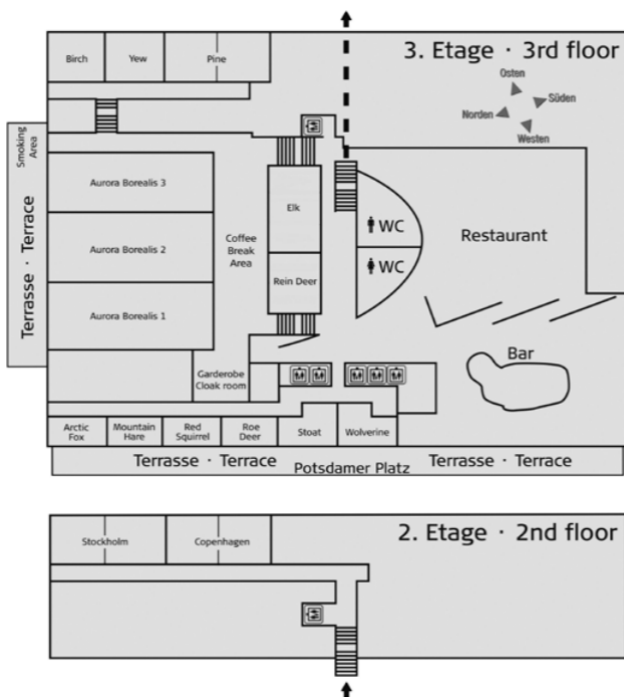 3. Etage · 3rd floor
Birch
Yew
Pine
Osten
Süden
Norden
Westen
Smoking
Area
Terrasse · Terrace
Aurora Borealis 3
Aurora Borealis 2
Aurora Borealis 1
Coffee
Break
Area
Elk
Rein Deer
WC
WC
Restaurant
Bar
Garderobe
Cloak room
Arctic
Fox
Mountain
Hare
Red
Squirrel
Roe
Deer
Stoat
Wolverine
Terrasse · Terrace
Potsdamer Platz
Terrasse · Terrace
2. Etage · 2nd floor
Stockholm
Copenhagen